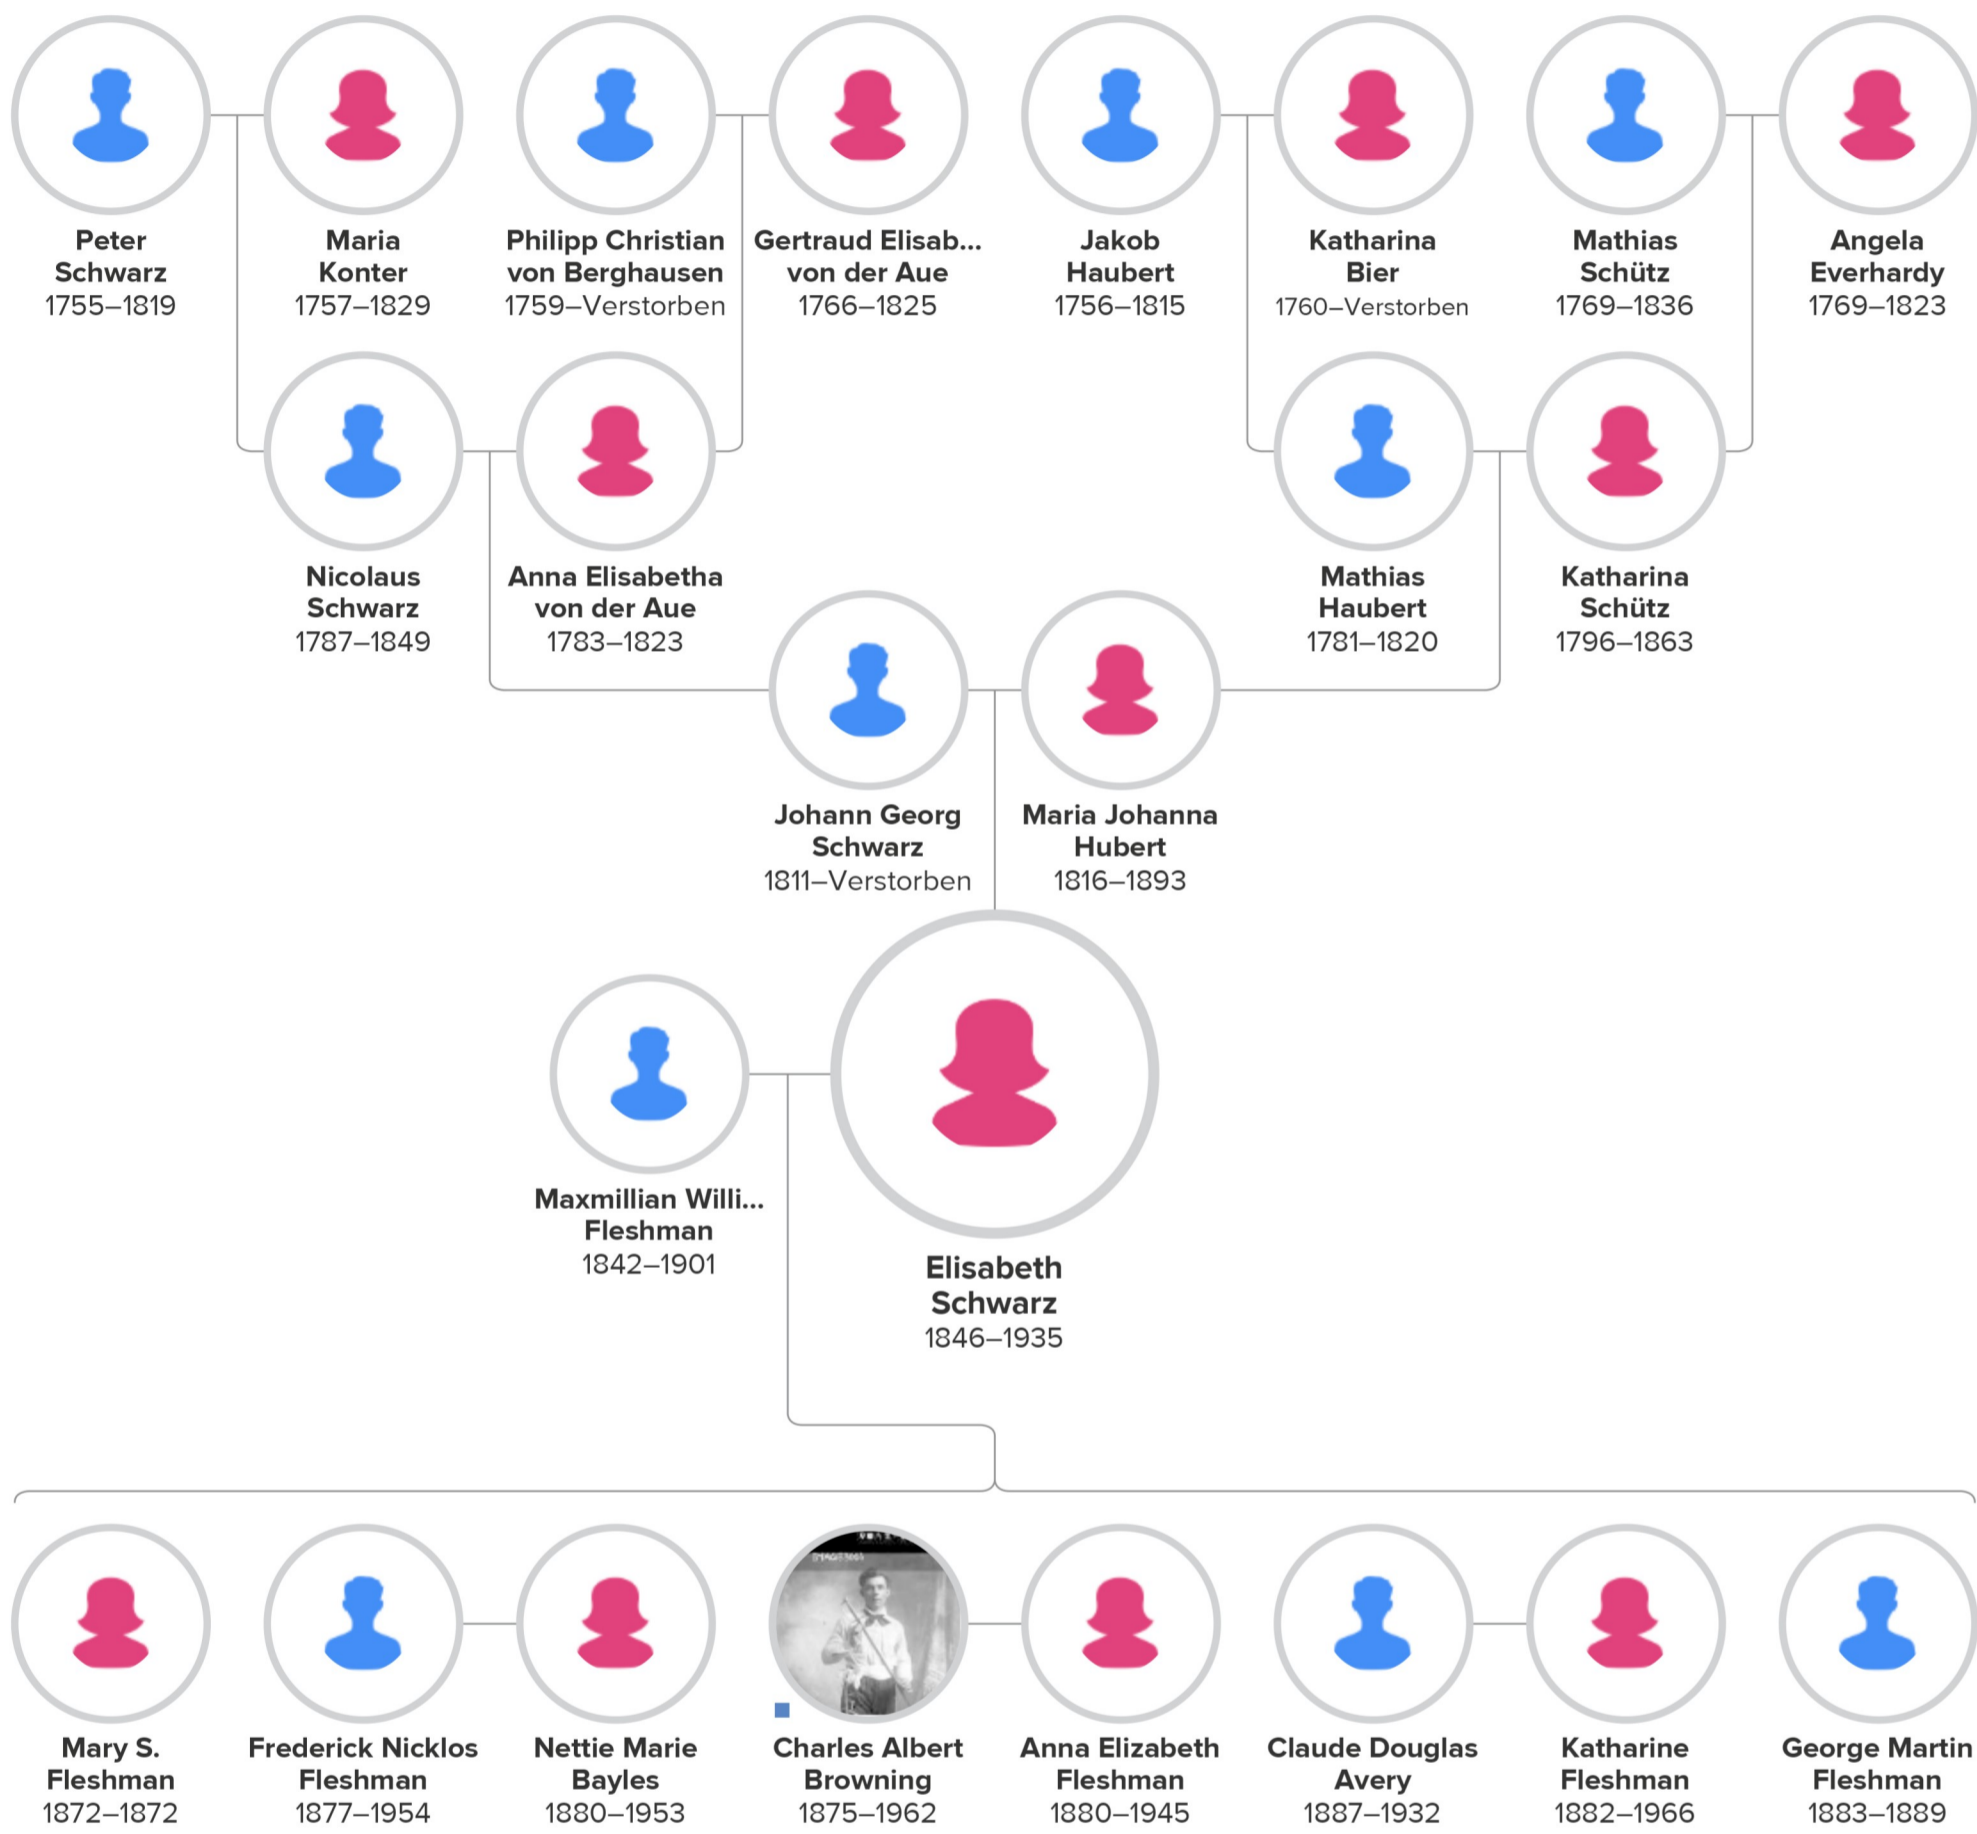 Peter
Schwarz
1755–1819
Maria
Konter
1757–1829
Philipp Christian
von Berghausen
1759–Verstorben
Gertraud Elisab...
von der Aue
1766–1825
Jakob
Haubert
1756–1815
Katharina
Bier
1760–Verstorben
Mathias
Schütz
1769–1836
Angela
Everhardy
1769–1823
Nicolaus
Schwarz
1787–1849
Anna Elisabetha
von der Aue
1783–1823
Mathias
Haubert
1781–1820
Katharina
Schütz
1796–1863
Johann Georg
Schwarz
1811–Verstorben
Maria Johanna
Hubert
1816–1893
Maxmillian Willi...
Fleshman
1842–1901
Elisabeth
Schwarz
1846–1935
Mary S.
Fleshman
1872–1872
Frederick Nicklos
Fleshman
1877–1954
Nettie Marie
Bayles
1880–1953
Charles Albert
Browning
1875–1962
Anna Elizabeth
Fleshman
1880–1945
Claude Douglas
Avery
1887–1932
Katharine
Fleshman
1882–1966
George Martin
Fleshman
1883–1889